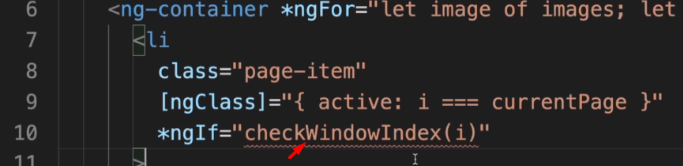 6 <ng-container *ngFor="let image of images; let
7 <li
8 class="page-item"
9 [ngClass]="{ active: i === currentPage }"
10 *ngIf="checkWindowIndex(i)"
11 >